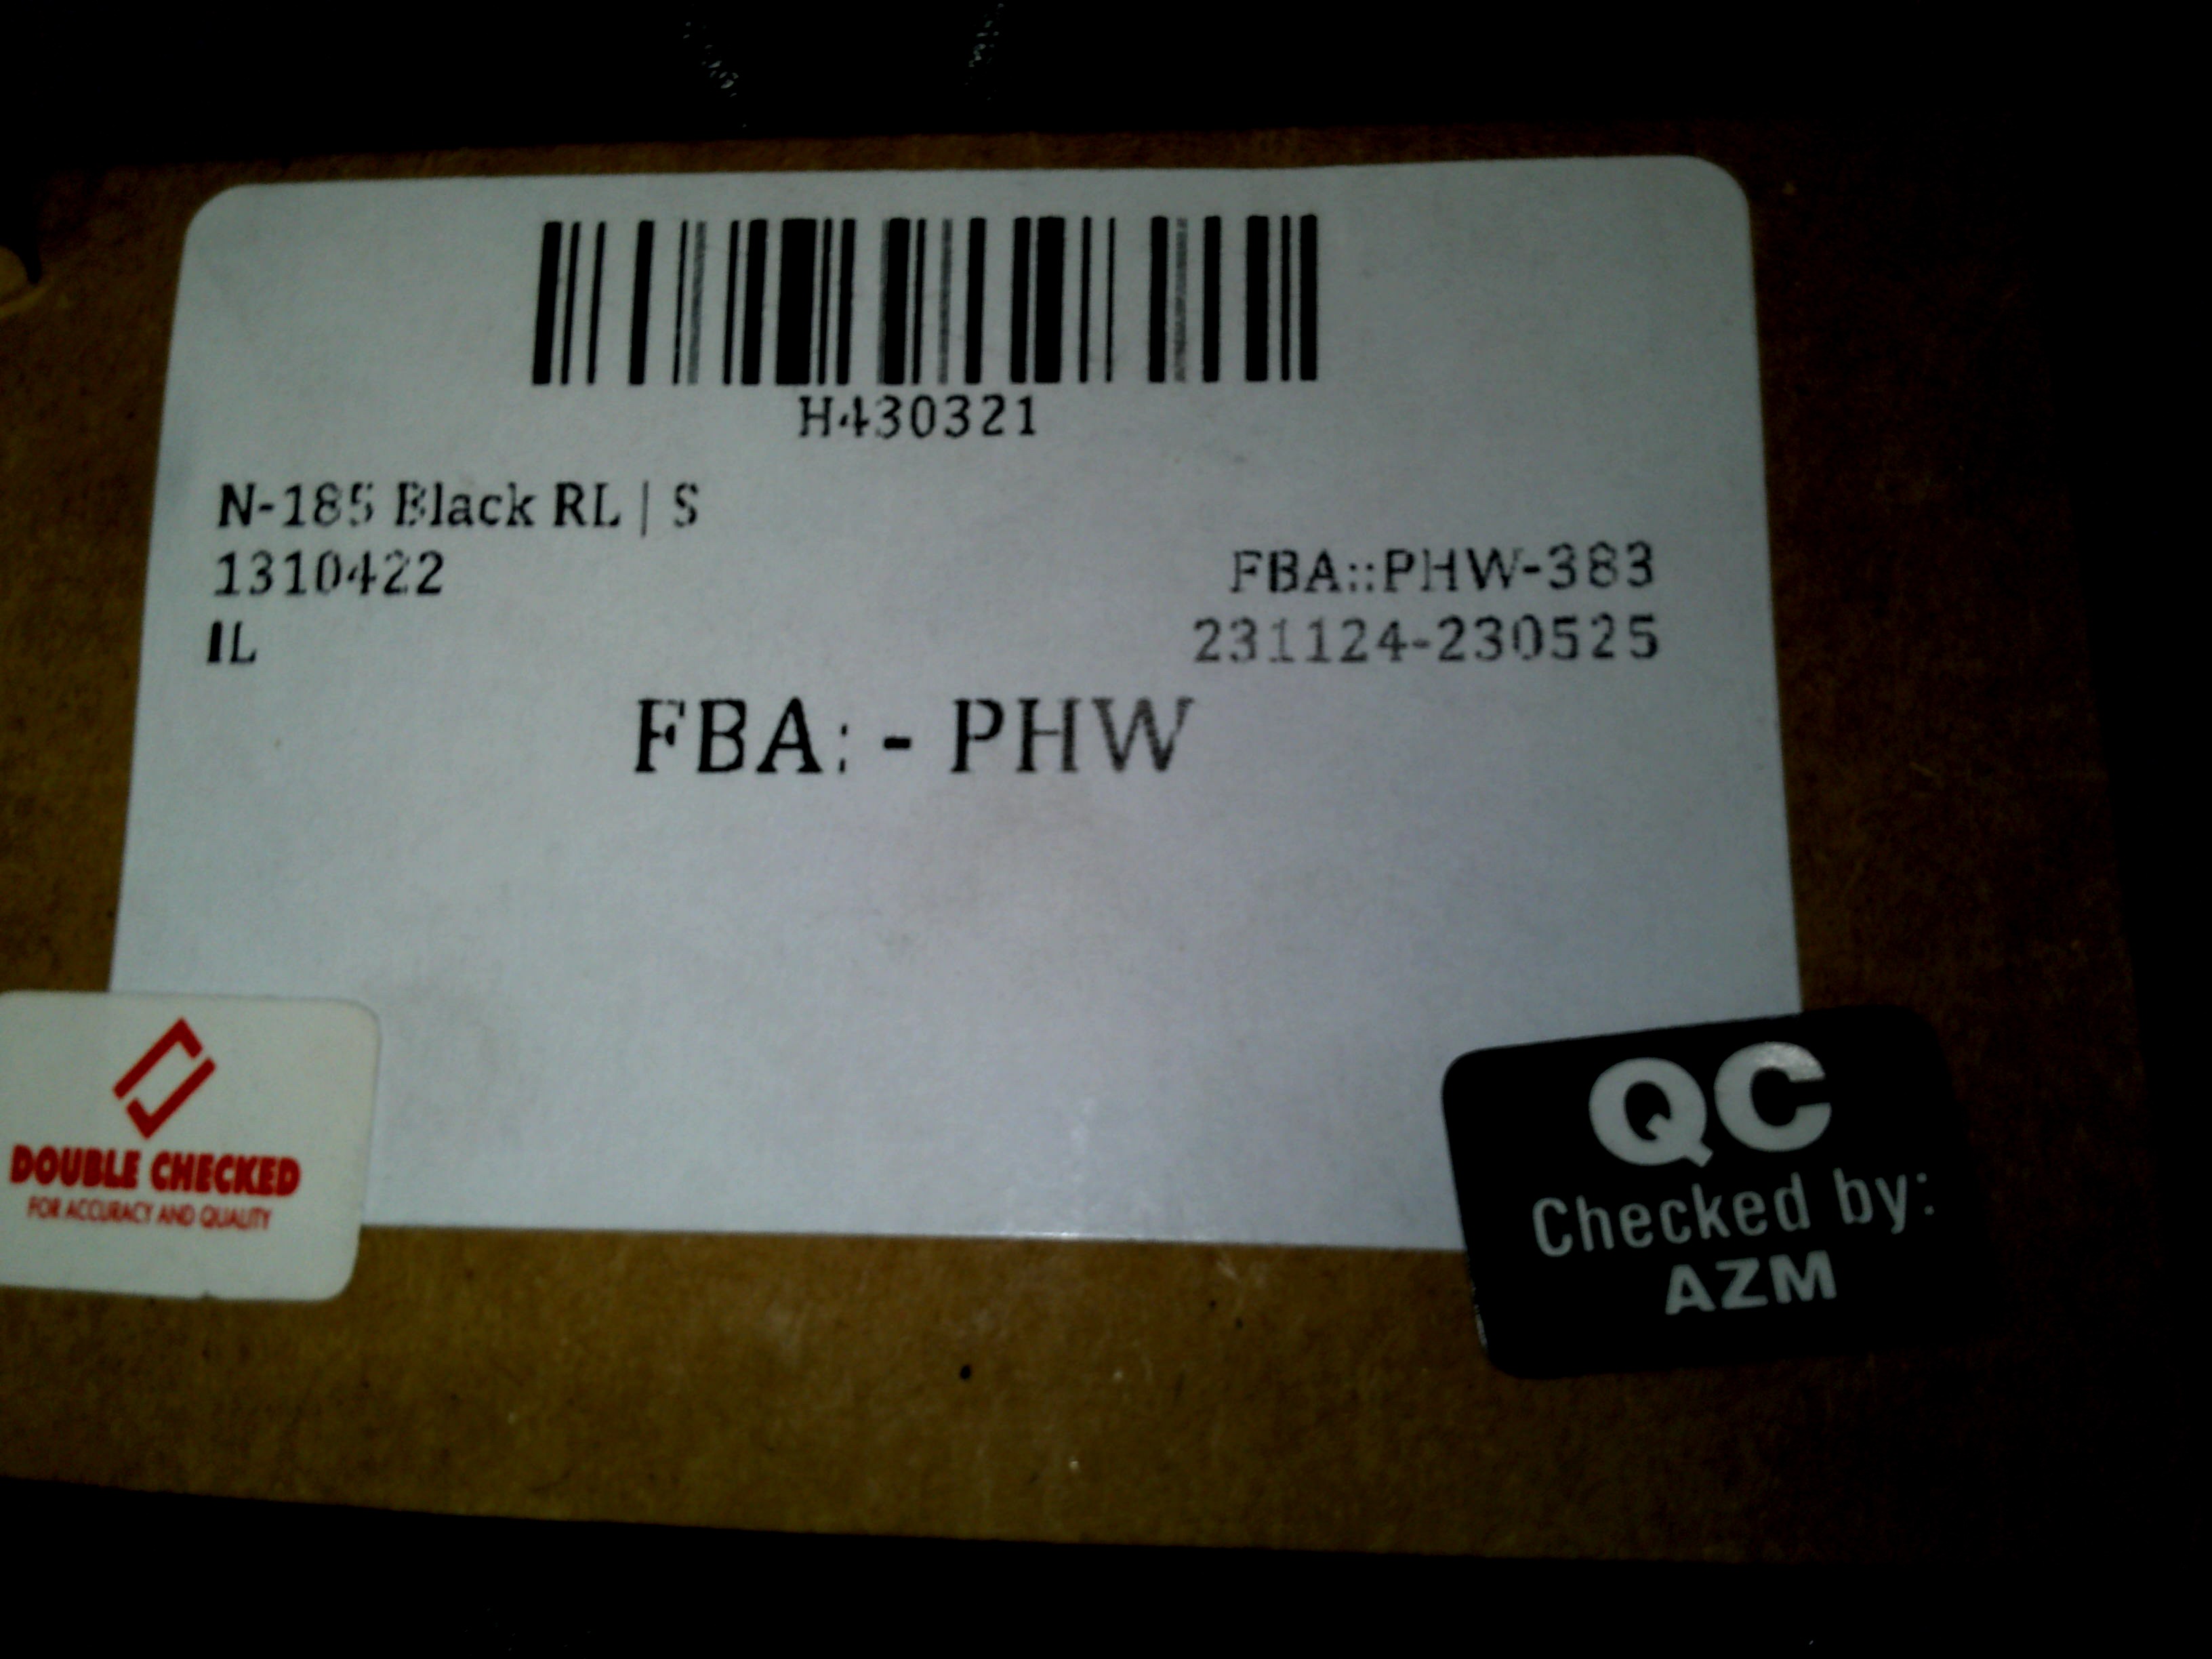 H430321
N-185 Black RL | S
1310422
FBA::PHW-383
IL
231124-230525
FBA: - PHW
DOUBLE CHECKED
FOR ACCURACY AND QUALITY
QC
Checked by:
AZM